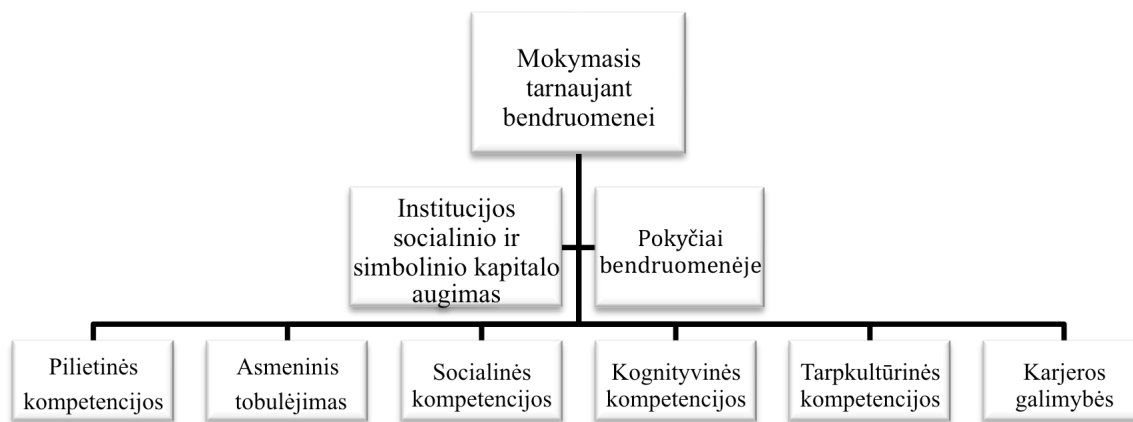 Mokymasis
tarnaujant
bendruomenei
Institucijos
socialinio ir
simbolinio kapitalo
augimas
Pokyčiai
bendruomenėje
Pilietinės
kompetencijos
Asmeninis
tobulėjimas
Socialinės
kompetencijos
Kognityvinės
kompetencijos
Tarpkultūrinės
kompetencijos
Karjeros
galimybės